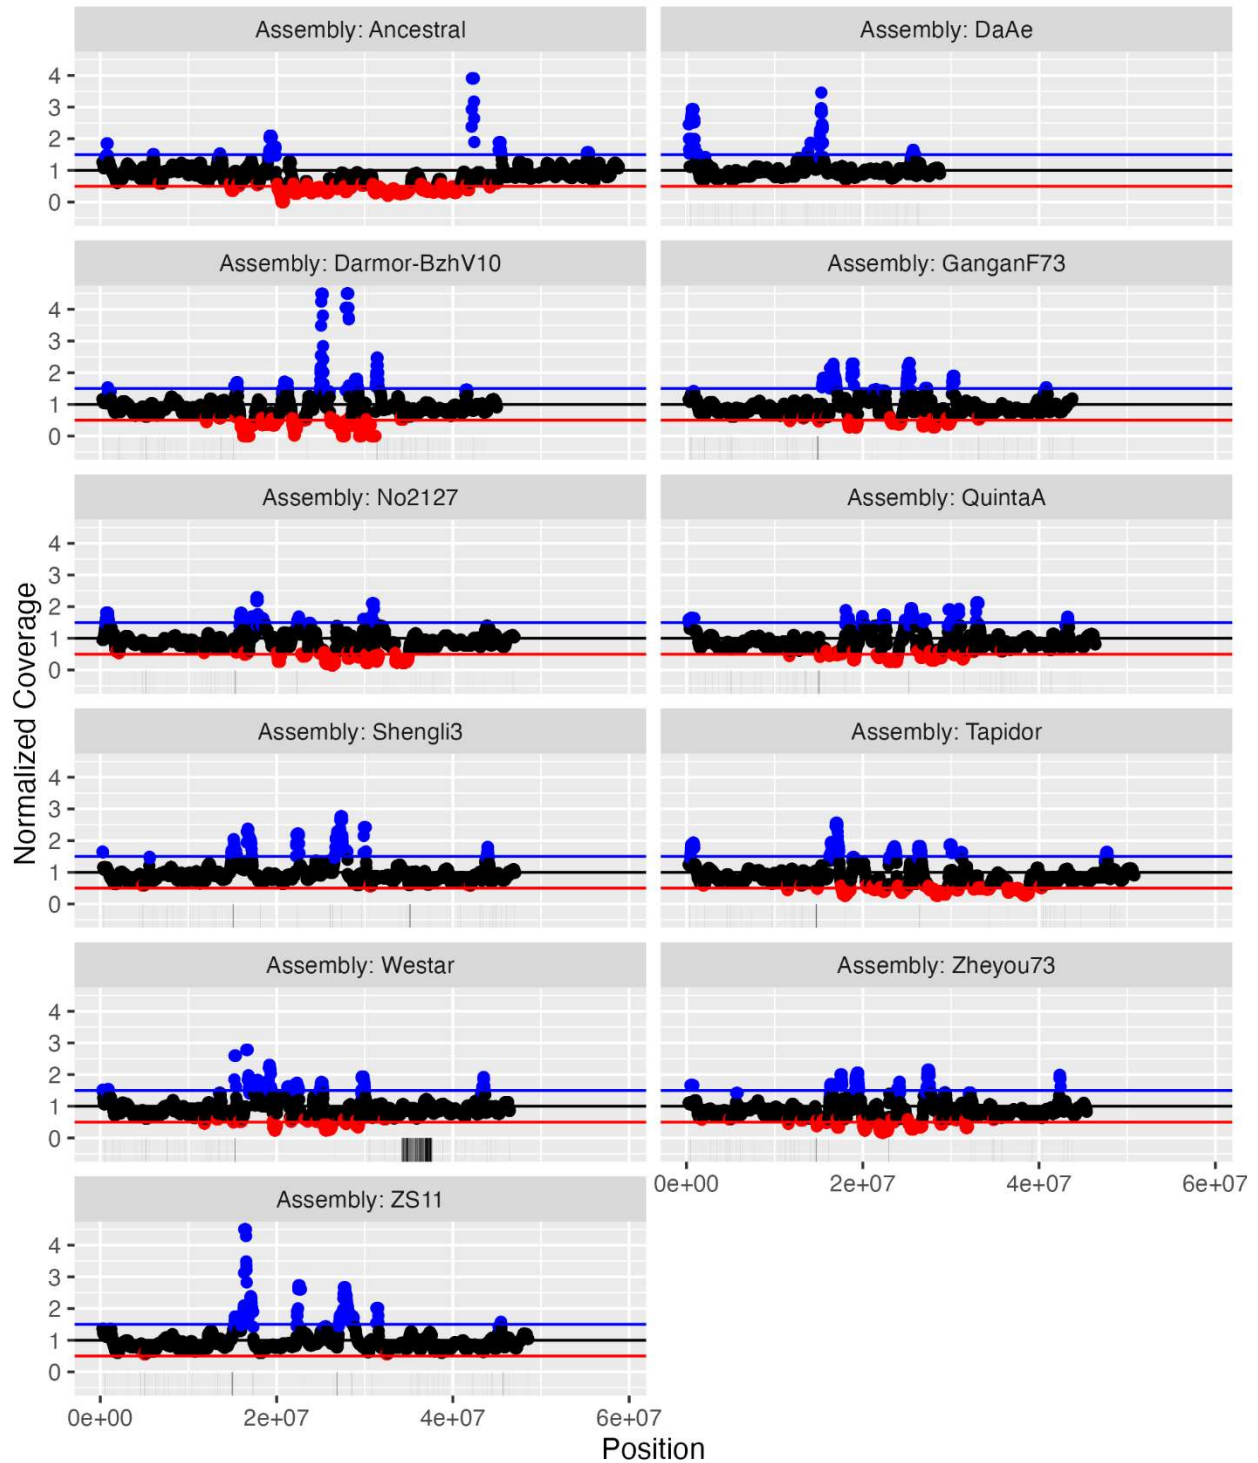 Assembly: Ancestral
Assembly: DaAe
4
3
2
1
0
Assembly: Darmor-BzhV10
Assembly: GanganF73
4
3
2
1
0
Assembly: No2127
Assembly: QuintaA
4
3
2
1
0
Normalized Coverage
Assembly: Shengli3
Assembly: Tapidor
4
3
2
1
0
Assembly: Westar
Assembly: Zheyou73
4
3
2
1
0
0e+00 2e+07 4e+07 6e+07
Assembly: ZS11
4
3
2
1
0
0e+00 2e+07 4e+07 6e+07
Position